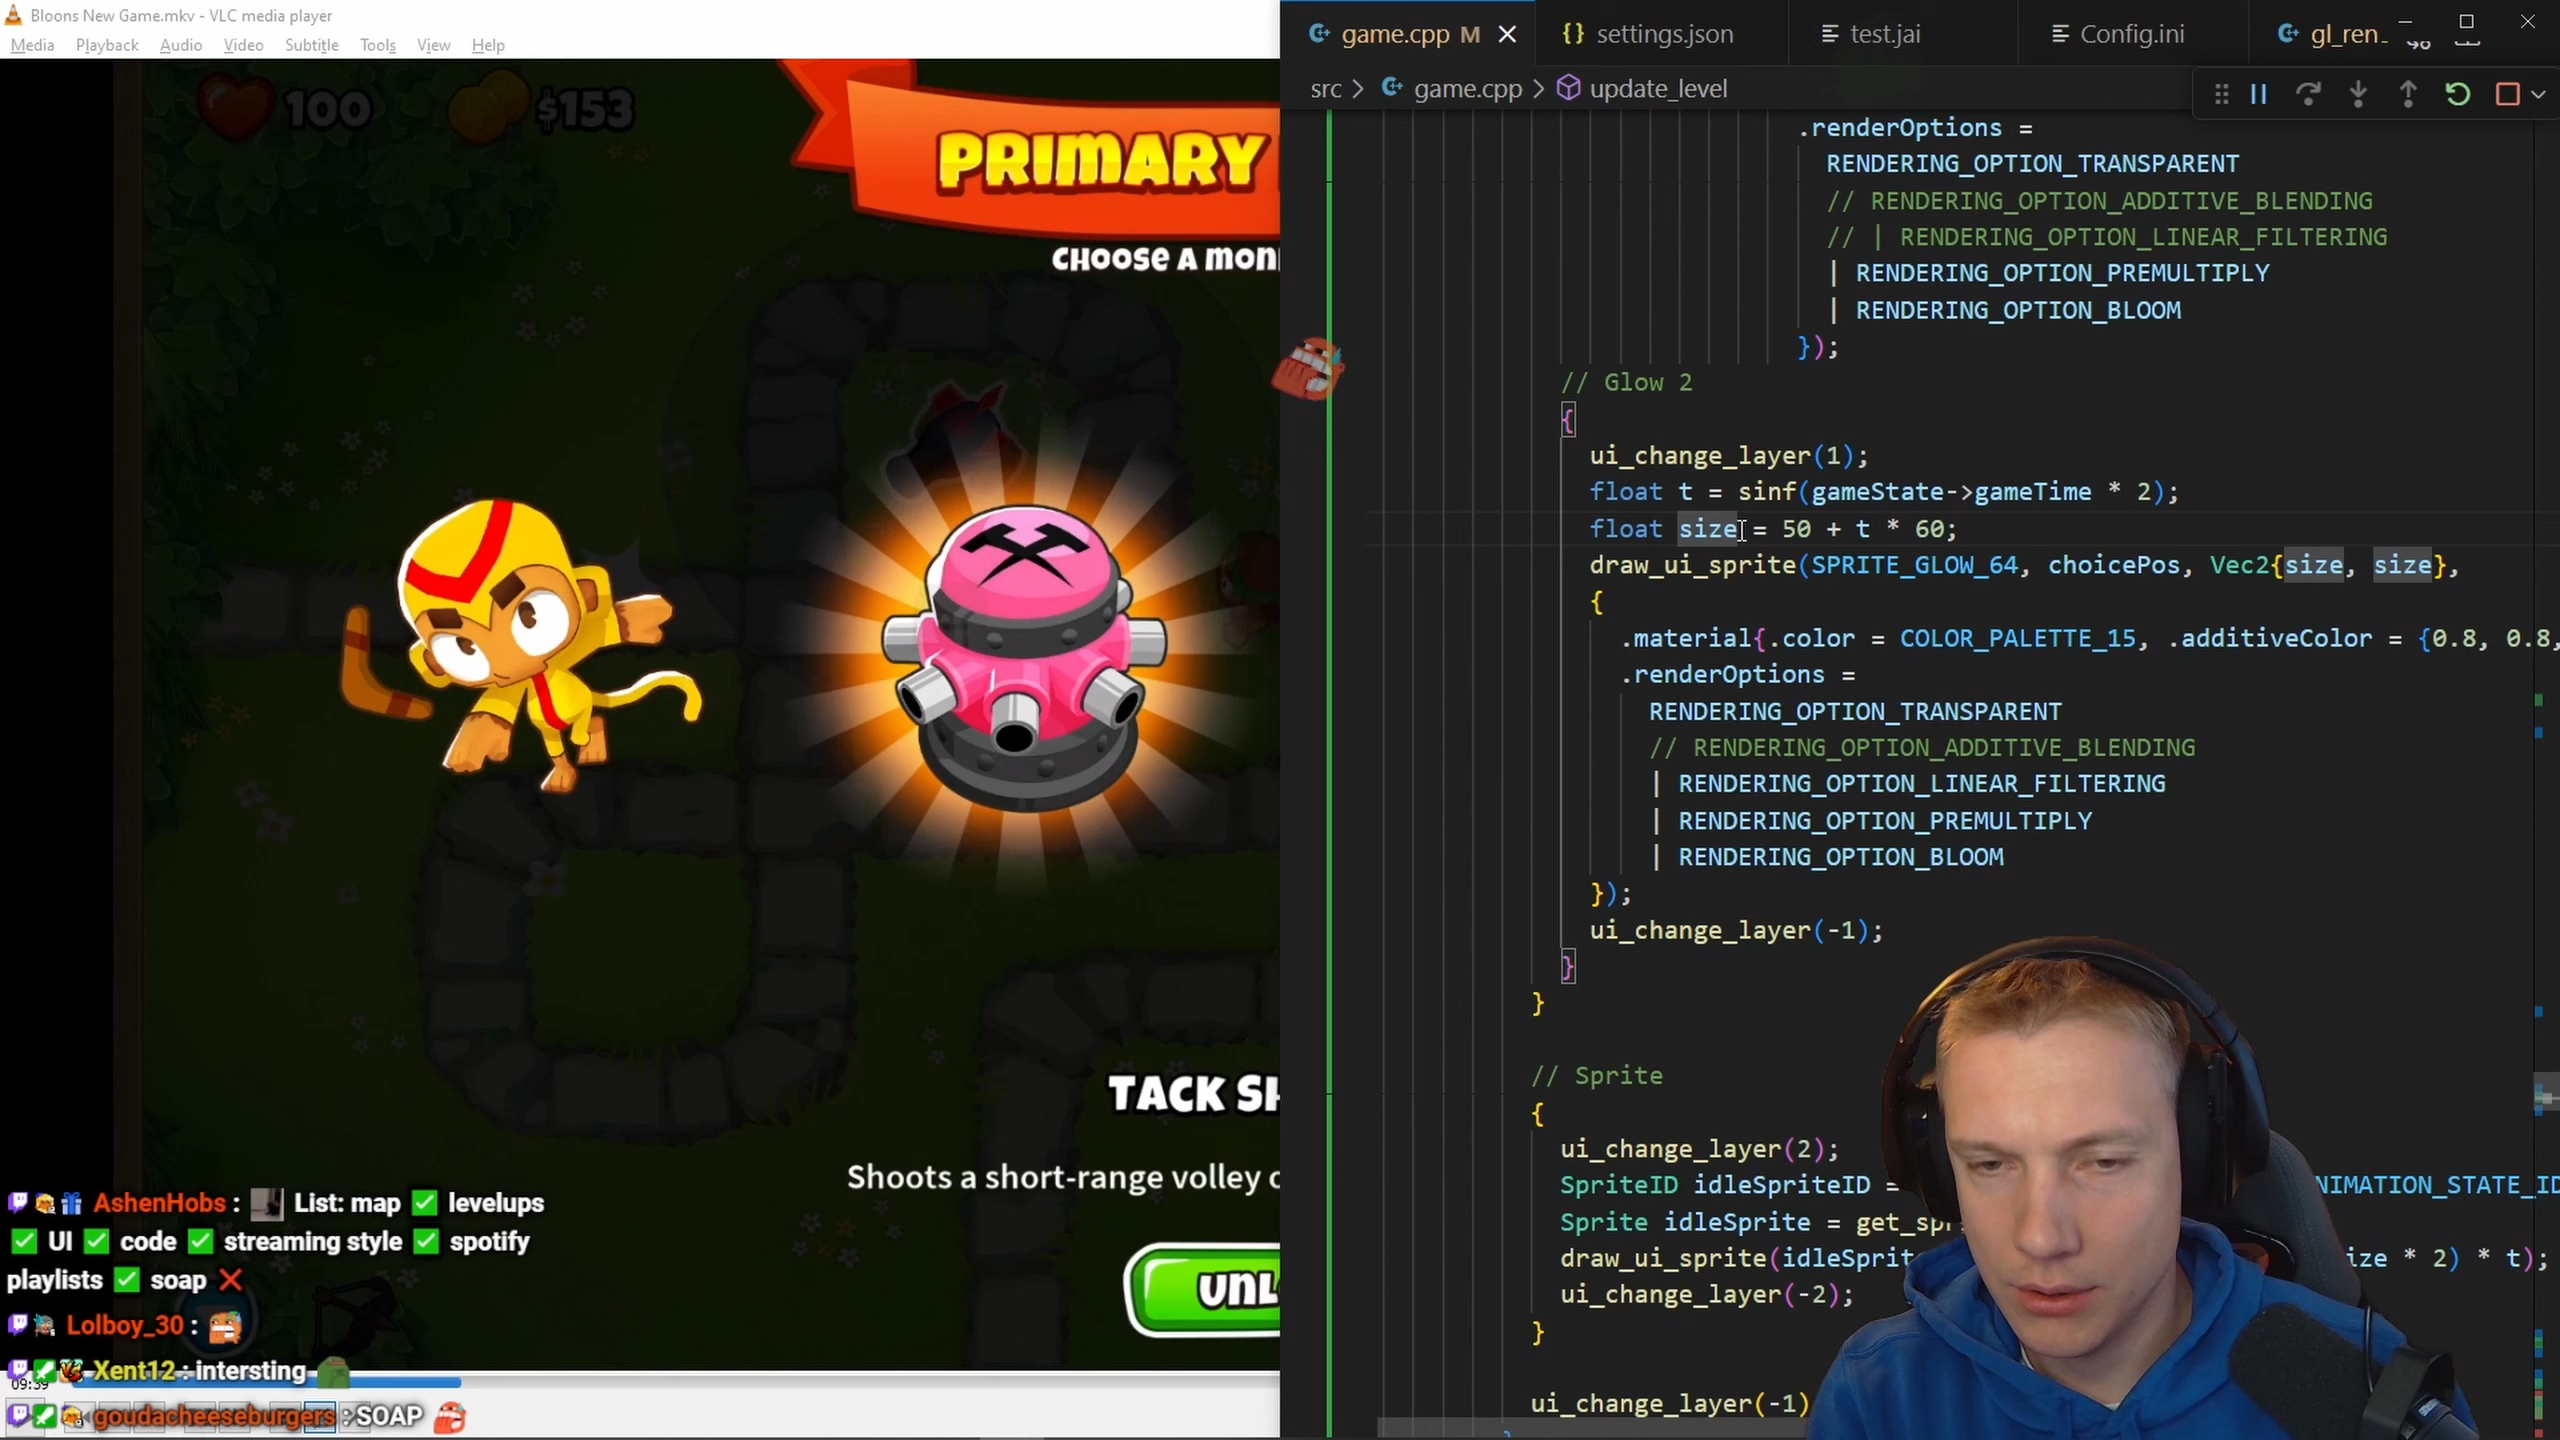 Bloons New Game.mkv - VLC media player
Media Playback Audio Video Subtitle Tools View Help
100 $153
PRIMARY
CHOOSE A MON
TACK SH
Shoots a short-range volley
UNL
AshenHobs : List: map ✅ levelups
✅ UI ✅ code ✅ streaming style ✅ spotify
playlists ✅ soap ❌
Lolboy_30 :
Xent12 : intersting
09:39
goudacheeseburgers : SOAP
game.cpp M settings.json test.jai Config.ini gl_ren
src > game.cpp > update_level
.renderOptions =
RENDERING_OPTION_TRANSPARENT
// RENDERING_OPTION_ADDITIVE_BLENDING
// | RENDERING_OPTION_LINEAR_FILTERING
| RENDERING_OPTION_PREMULTIPLY
| RENDERING_OPTION_BLOOM
});
// Glow 2
{
ui_change_layer(1);
float t = sinf(gameState->gameTime * 2);
float size = 50 + t * 60;
draw_ui_sprite(SPRITE_GLOW_64, choicePos, Vec2{size, size},
{
.material{.color = COLOR_PALETTE_15, .additiveColor = {0.8, 0.8,
.renderOptions =
RENDERING_OPTION_TRANSPARENT
// RENDERING_OPTION_ADDITIVE_BLENDING
| RENDERING_OPTION_LINEAR_FILTERING
| RENDERING_OPTION_PREMULTIPLY
| RENDERING_OPTION_BLOOM
});
ui_change_layer(-1);
}
}
// Sprite
{
ui_change_layer(2);
SpriteID idleSpriteID = NIMATION_STATE_ID
Sprite idleSprite = get_spr
draw_ui_sprite(idleSprit ize * 2) * t);
ui_change_layer(-2);
}
ui_change_layer(-1)